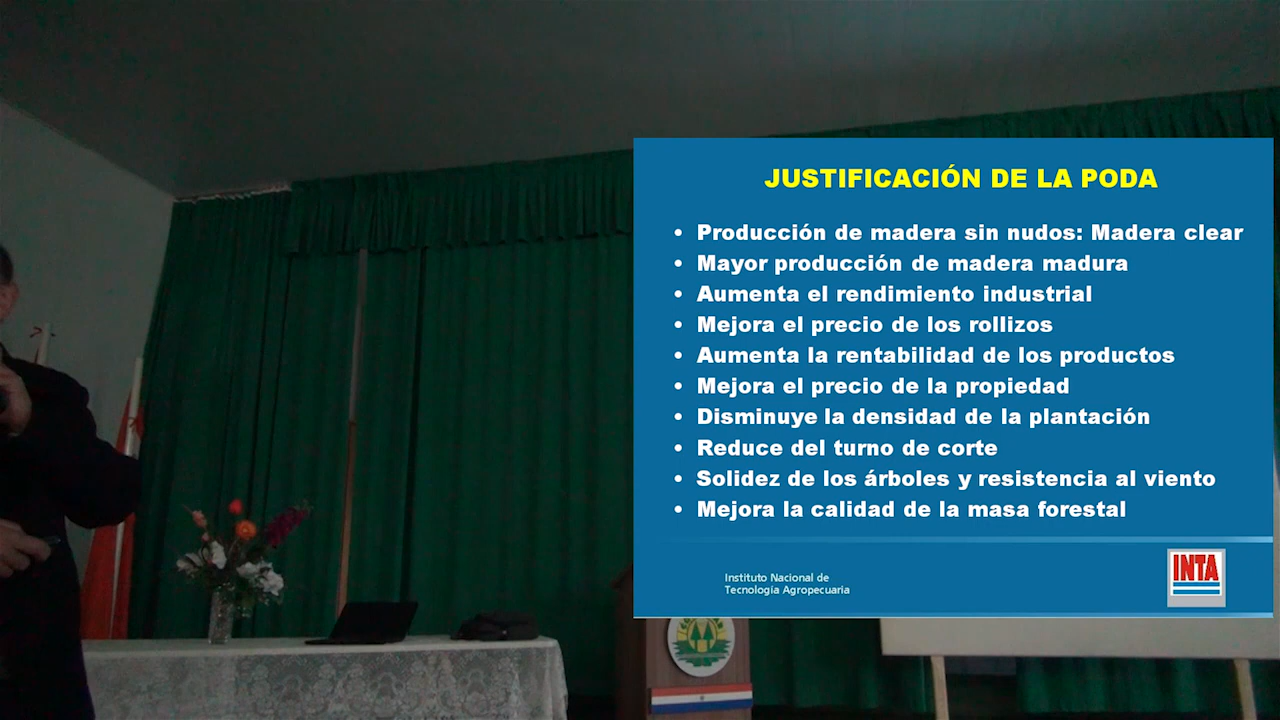 JUSTIFICACIÓN DE LA PODA
• Producción de madera sin nudos: Madera clear
• Mayor producción de madera madura
• Aumenta el rendimiento industrial
• Mejora el precio de los rollizos
• Aumenta la rentabilidad de los productos
• Mejora el precio de la propiedad
• Disminuye la densidad de la plantación
• Reduce del turno de corte
• Solidez de los árboles y resistencia al viento
• Mejora la calidad de la masa forestal
Instituto Nacional de
Tecnología Agropecuaria
INTA